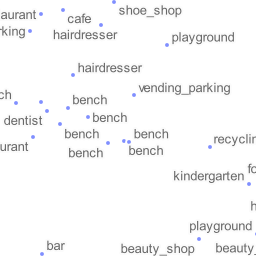 shoe_shop
aurant
cafe
rking
hairdresser
playground
hairdresser
vending_parking
ch
bench
bench
dentist
bench
bench
recyclin
urant
bench
bench
fo
kindergarten
h
playground
bar
beauty_shop
beauty_